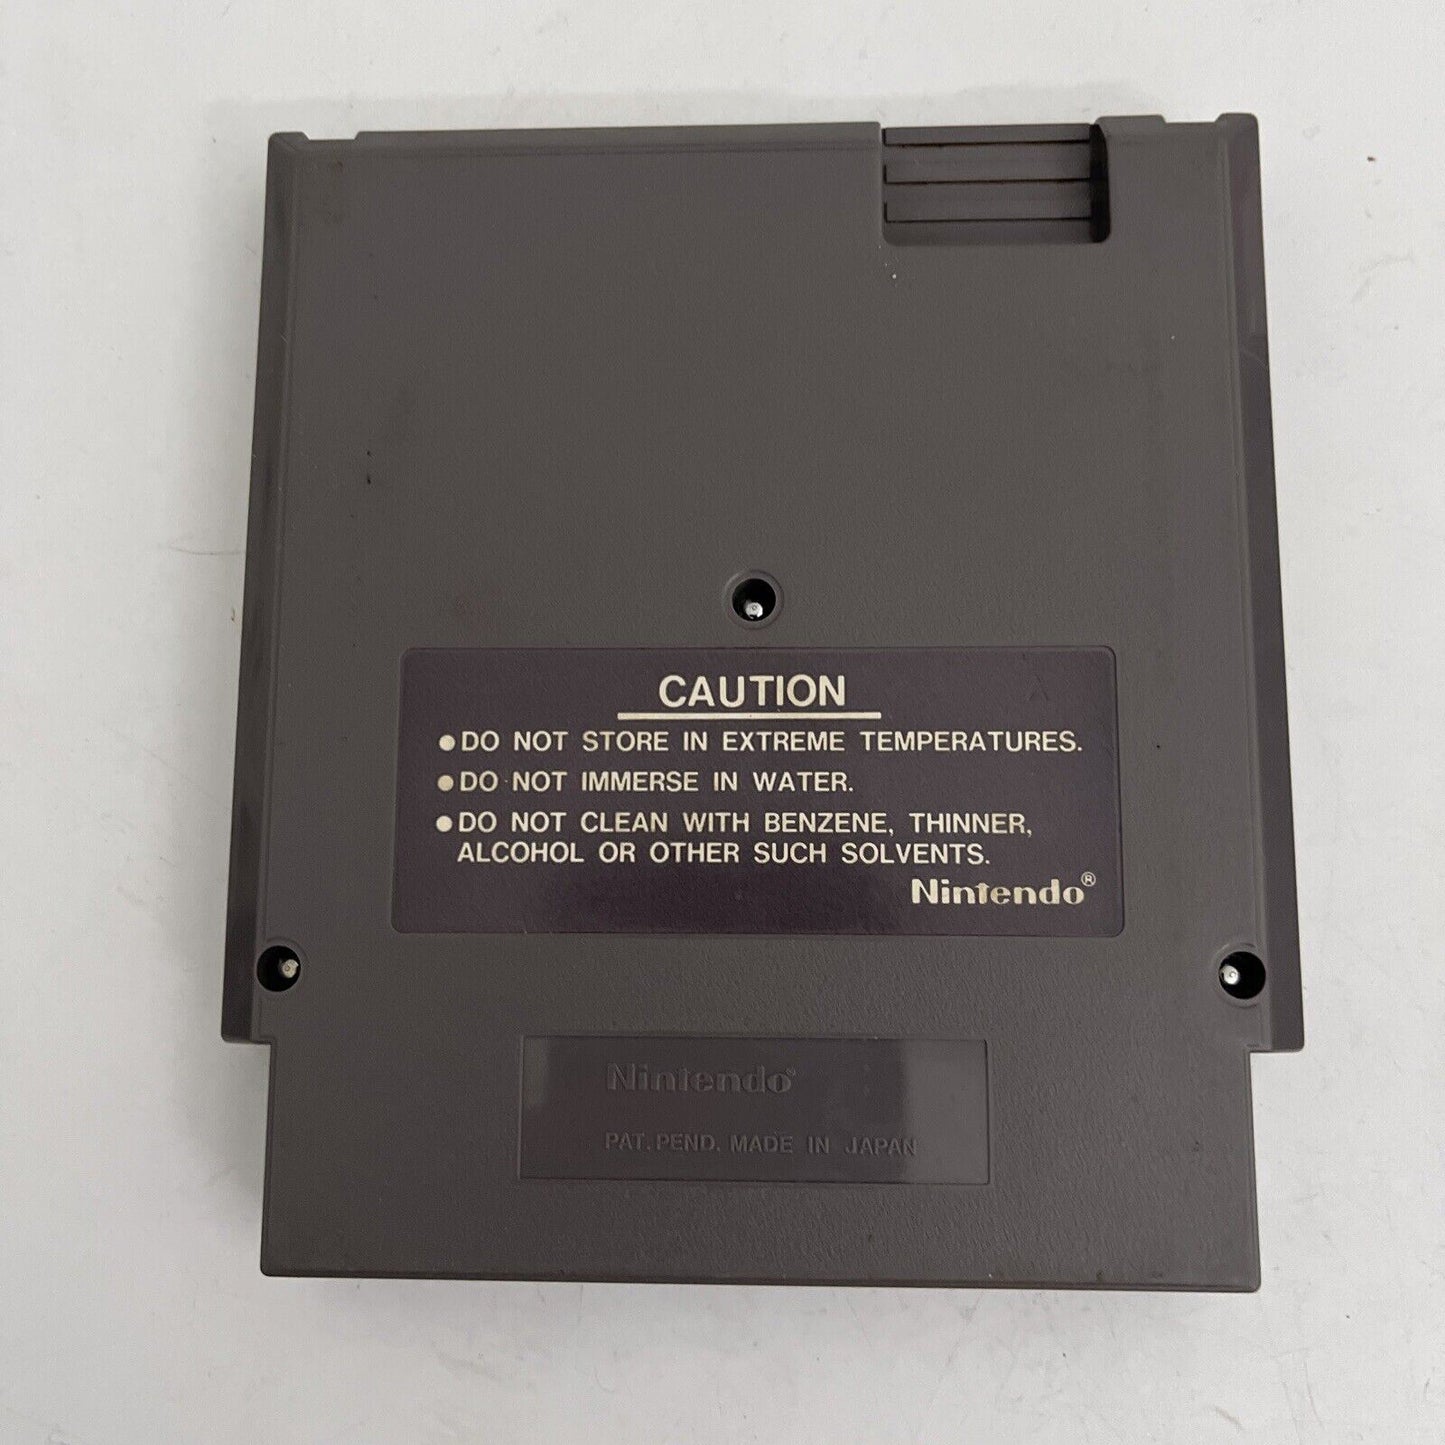 CAUTION
●DO NOT STORE IN EXTREME TEMPERATURES.
●DO NOT IMMERSE IN WATER.
●DO NOT CLEAN WITH BENZENE, THINNER,
ALCOHOL OR OTHER SUCH SOLVENTS.
Nintendo®
Nintendo®
PAT. PEND. MADE IN JAPAN